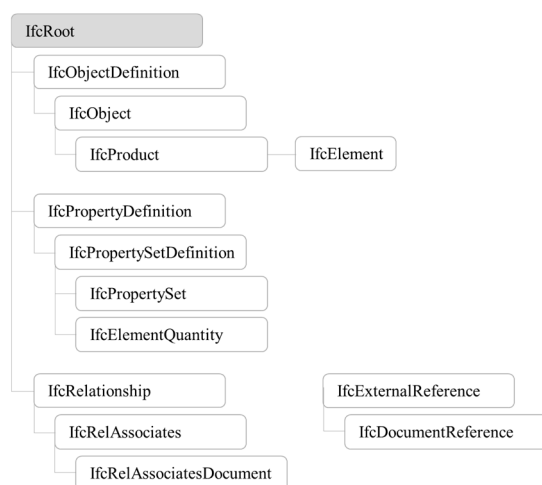 IfcRoot
IfcObjectDefinition
IfcObject
IfcProduct
IfcElement
IfcPropertyDefinition
IfcPropertySetDefinition
IfcPropertySet
IfcElementQuantity
IfcRelationship
IfcExternalReference
IfcRelAssociates
IfcDocumentReference
IfcRelAssociatesDocument